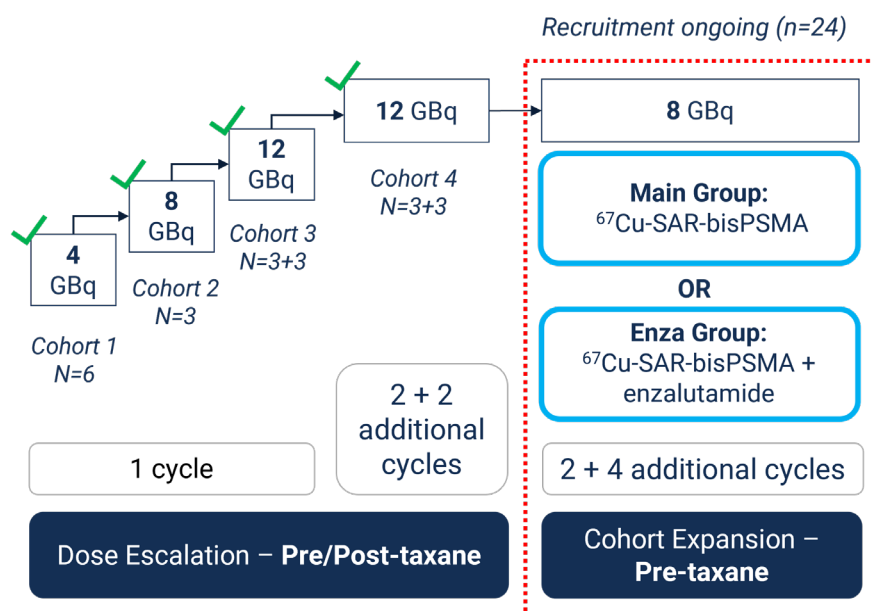 Recruitment ongoing (n=24)
12 GBq
8 GBq
12
GBq
Cohort 4
N=3+3
8
GBq
Cohort 3
N=3+3
4
GBq
Cohort 2
N=3
Cohort 1
N=6
Main Group:
⁶⁷Cu-SAR-bisPSMA
OR
Enza Group:
⁶⁷Cu-SAR-bisPSMA +
enzalutamide
1 cycle
2 + 2
additional
cycles
2 + 4 additional cycles
Dose Escalation – Pre/Post-taxane
Cohort Expansion –
Pre-taxane